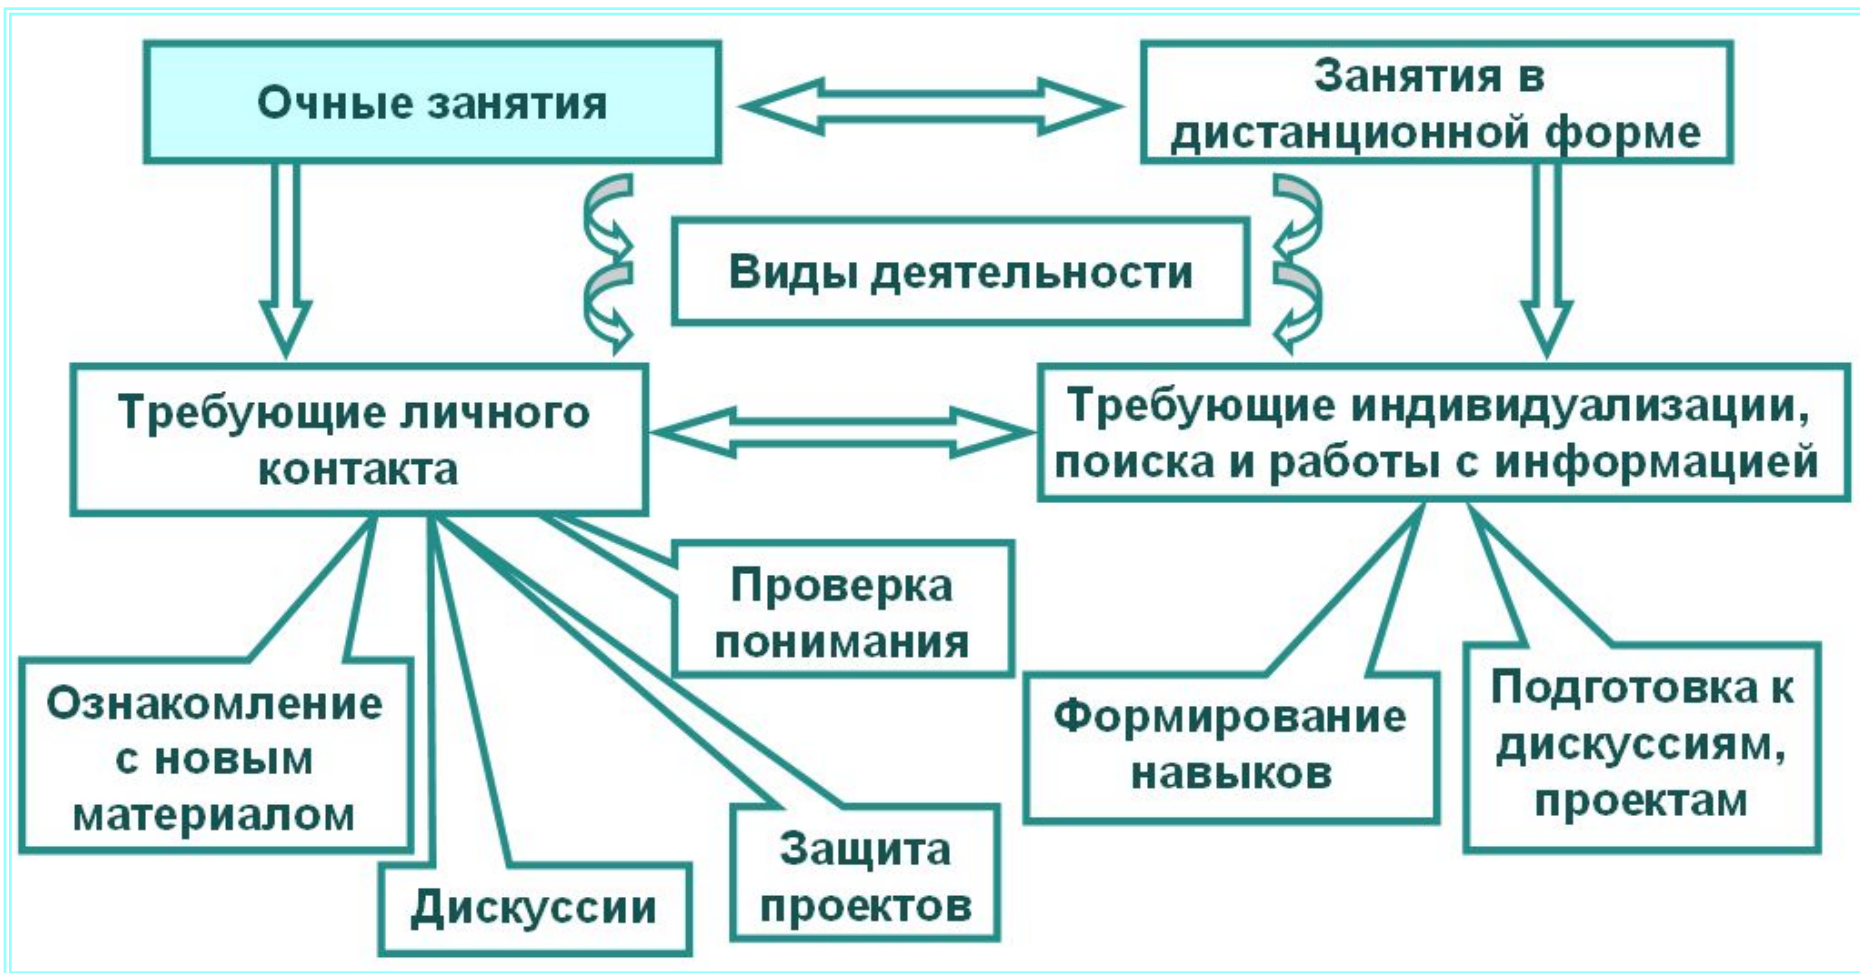 Очные занятия
Занятия в
дистанционной форме
Виды деятельности
Требующие личного
контакта
Требующие индивидуализации,
поиска и работы с информацией
Проверка
понимания
Ознакомление
с новым
материалом
Дискуссии
Защита
проектов
Формирование
навыков
Подготовка к
дискуссиям,
проектам